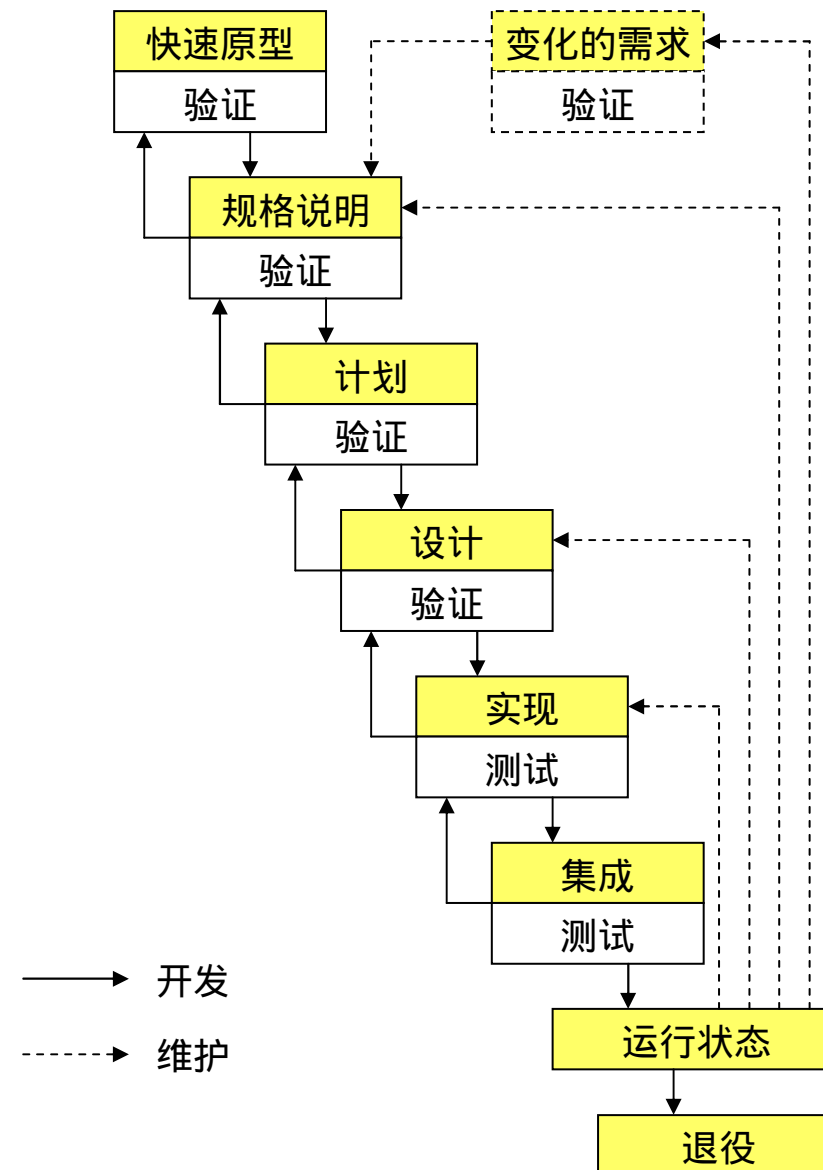 快速原型
验证
变化的需求
验证
规格说明
验证
计划
验证
设计
验证
实现
测试
集成
测试
开发
维护
运行状态
退役